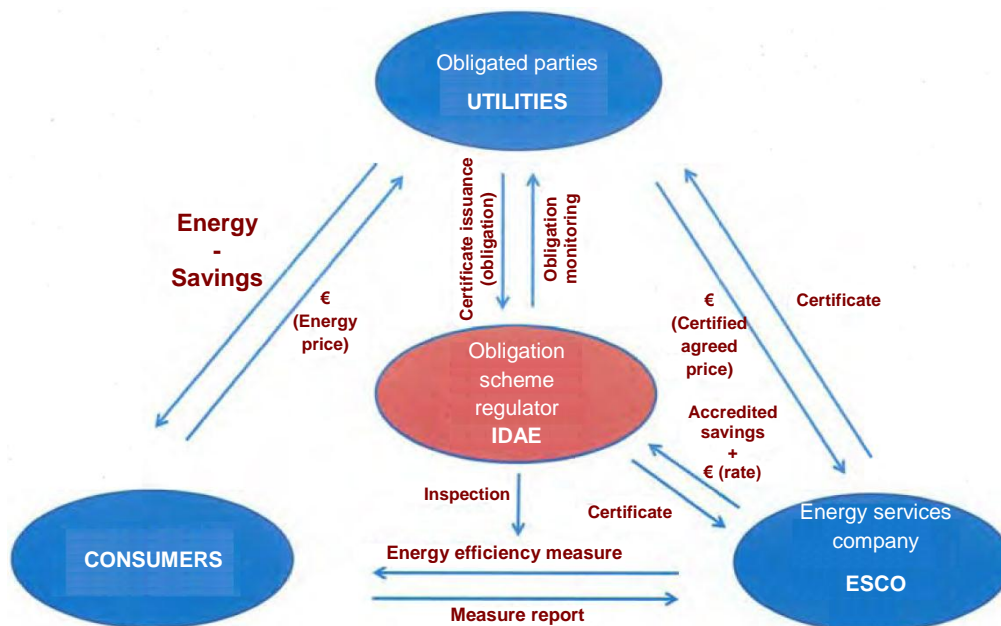 Obligated parties
UTILITIES
Energy
-
Savings
€
(Energy
price)
Certificate issuance
(obligation)
Obligation
monitoring
€
(Certified
agreed
price)
Certificate
Obligation
scheme
regulator
IDAE
Accredited
savings
+
€ (rate)
Inspection
Certificate
Energy efficiency measure
Measure report
CONSUMERS
Energy services
company
ESCO